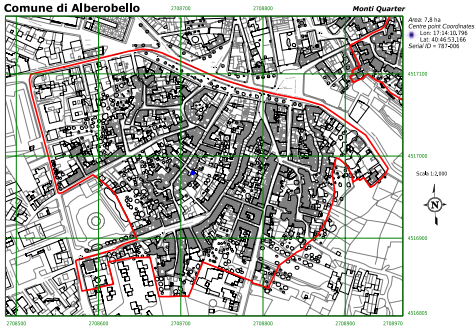 Comune di Alberobello
2708700
2708800
Monti Quarter
Area: 7,8 ha
Centre point Coordinates
Lon: 17:14:10,796
Lat: 40:46:53,166
Serial ID = 787-006
4517100
4517000
Scale 1:2,000
N
4516900
4516805
2708500
2708600
2708700
2708800
2708900
2708970